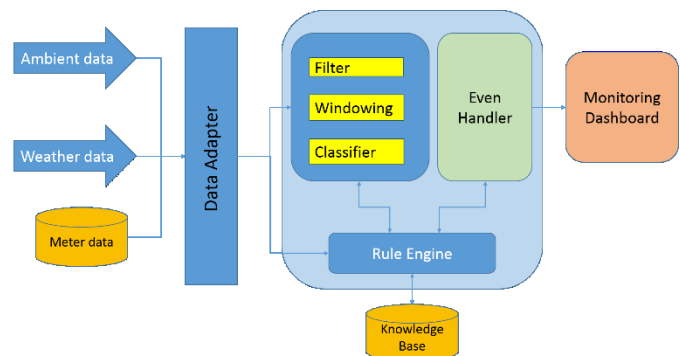 Ambient data
Weather data
Meter data
Data Adapter
Filter
Windowing
Classifier
Even
Handler
Rule Engine
Knowledge
Base
Monitoring
Dashboard